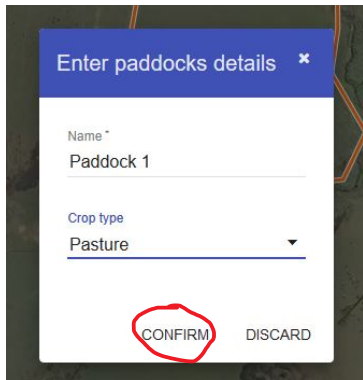 Enter paddocks details ×
Name *
Paddock 1
Crop type
Pasture
CONFIRM DISCARD